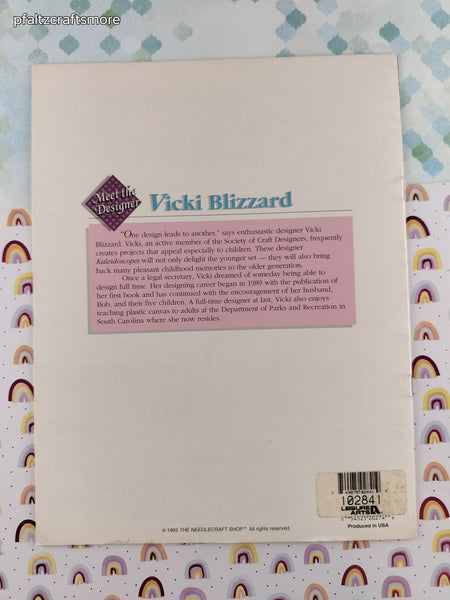 pfaltzcraftsmore
Meet the
Designer
Vicki Blizzard
"One design leads to another," says enthusiastic designer Vicki
Blizzard. Vicki, an active member of the Society of Craft Designers, frequently
creates projects that appeal especially to children. These designer
Kaleidoscopes will not only delight the younger set — they will also bring
back many pleasant childhood memories to the older generation.
Once a legal secretary, Vicki dreamed of someday being able to
design full time. Her designing career began in 1989 with the publication of
her first book and has continued with the encouragement of her husband,
Bob, and their five children. A full-time designer at last, Vicki also enjoys
teaching plastic canvas to adults at the Department of Parks and Recreation in
South Carolina where she now resides.
102841
LEISURE
ARTS
Produced in USA
© 1993 THE NEEDLECRAFT SHOP™ All rights reserved.